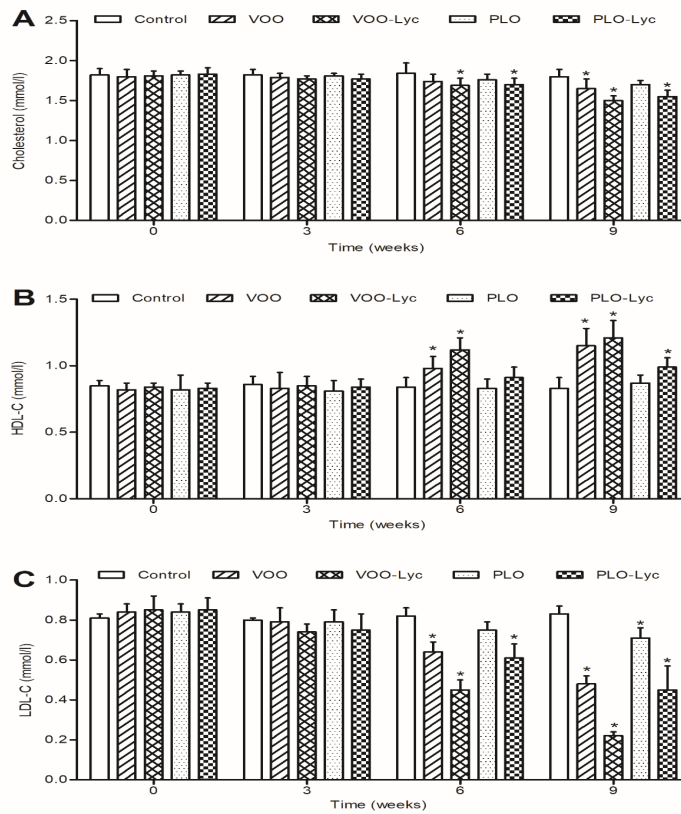 A
Control VOO VOO-Lyc PLO PLO-Lyc
2.5
2.0
1.5
1.0
0.5
0.0
Cholesterol (mmol/l)
* * * * *
0 3 6 9
Time (weeks)
B
Control VOO VOO-Lyc PLO PLO-Lyc
1.5
1.0
0.5
0.0
HDL-C (mmol/l)
* * * * *
0 3 6 9
Time (weeks)
C
Control VOO VOO-Lyc PLO PLO-Lyc
1.0
0.8
0.6
0.4
0.2
0.0
LDL-C (mmol/l)
* * * * * * *
0 3 6 9
Time (weeks)